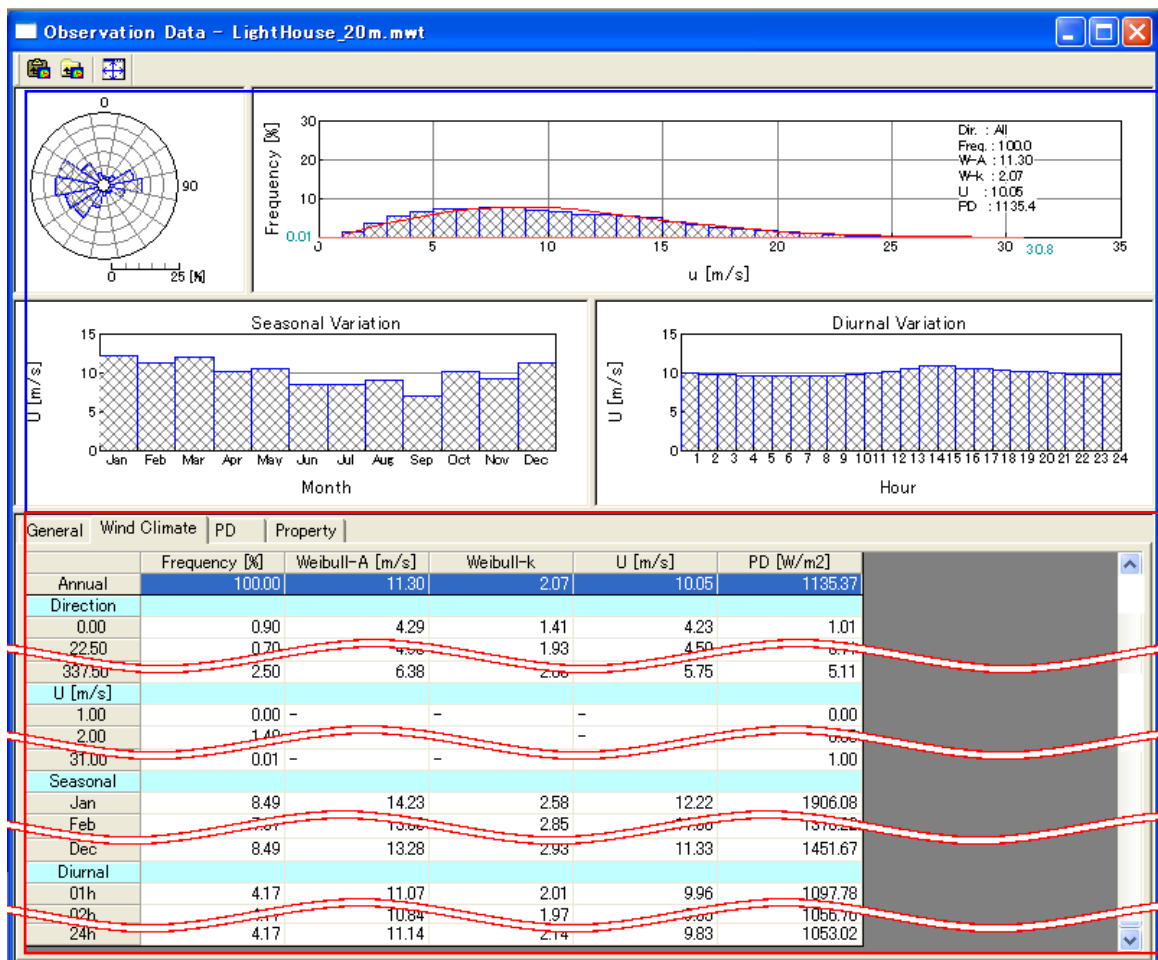 Observation Data - LightHouse_20m.mwt
0
90
0 25 [%]
Frequency [%]
30
20
10
0.01
0 5 10 15 20 25 30 30.8 35
u [m/s]
Dir. : All
Freq. : 100.0
W-A : 11.30
W-k : 2.07
U : 10.05
PD : 1135.4
Seasonal Variation
U [m/s]
15
10
5
0
Jan Feb Mar Apr May Jun Jul Aug Sep Oct Nov Dec
Month
Diurnal Variation
U [m/s]
15
10
5
0
1 2 3 4 5 6 7 8 9 10 11 12 13 14 15 16 17 18 19 20 21 22 23 24
Hour
General Wind Climate PD Property
Frequency [%] Weibull-A [m/s] Weibull-k U [m/s] PD [W/m2]
Annual 100.00 11.30 2.07 10.05 1135.37
Direction
0.00 0.90 4.29 1.41 4.23 1.01
22.50 0.70 1.93 4.50
337.50 2.50 6.38 5.75 5.11
U [m/s]
1.00 0.00 - - - 0.00
2.00 1.40 -
31.00 0.01 - - 1.00
Seasonal
Jan 8.49 14.23 2.58 12.22 1906.08
Feb 2.85
Dec 8.49 13.28 2.93 11.33 1451.67
Diurnal
01h 4.17 11.07 2.01 9.96 1097.78
02h 10.84 1.97 1056.70
24h 4.17 11.14 2.14 9.83 1053.02